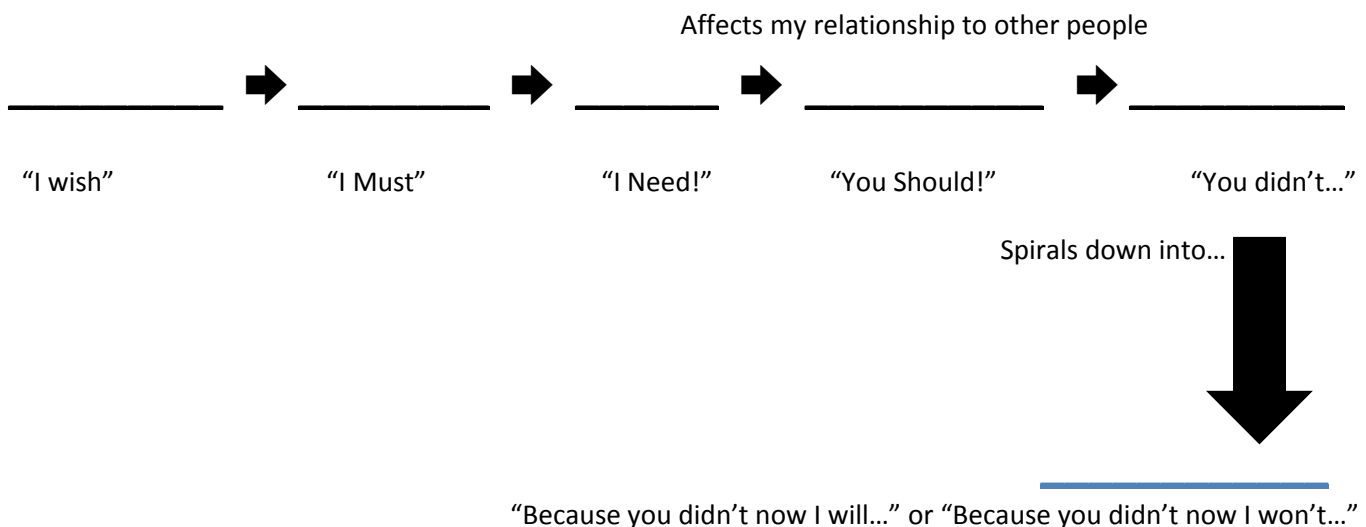 Affects my relationship to other people
“I wish” “I Must” “I Need!” “You Should!” “You didn’t…”
Spirals down into…
“Because you didn’t now I will…” or “Because you didn’t now I won’t…”